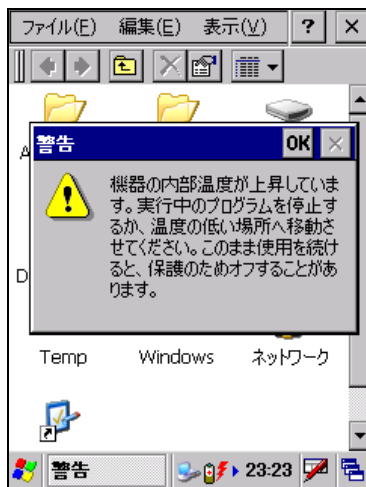 ファイル(F) 編集(E) 表示(V) ? ×
警告 OK ×
機器の内部温度が上昇していま
す。実行中のプログラムを停止す
るか、温度の低い場所へ移動さ
せてください。このまま使用を続け
ると、保護のためオフすることがあ
ります。
A
D
Temp Windows ネットワーク
警告 23:23